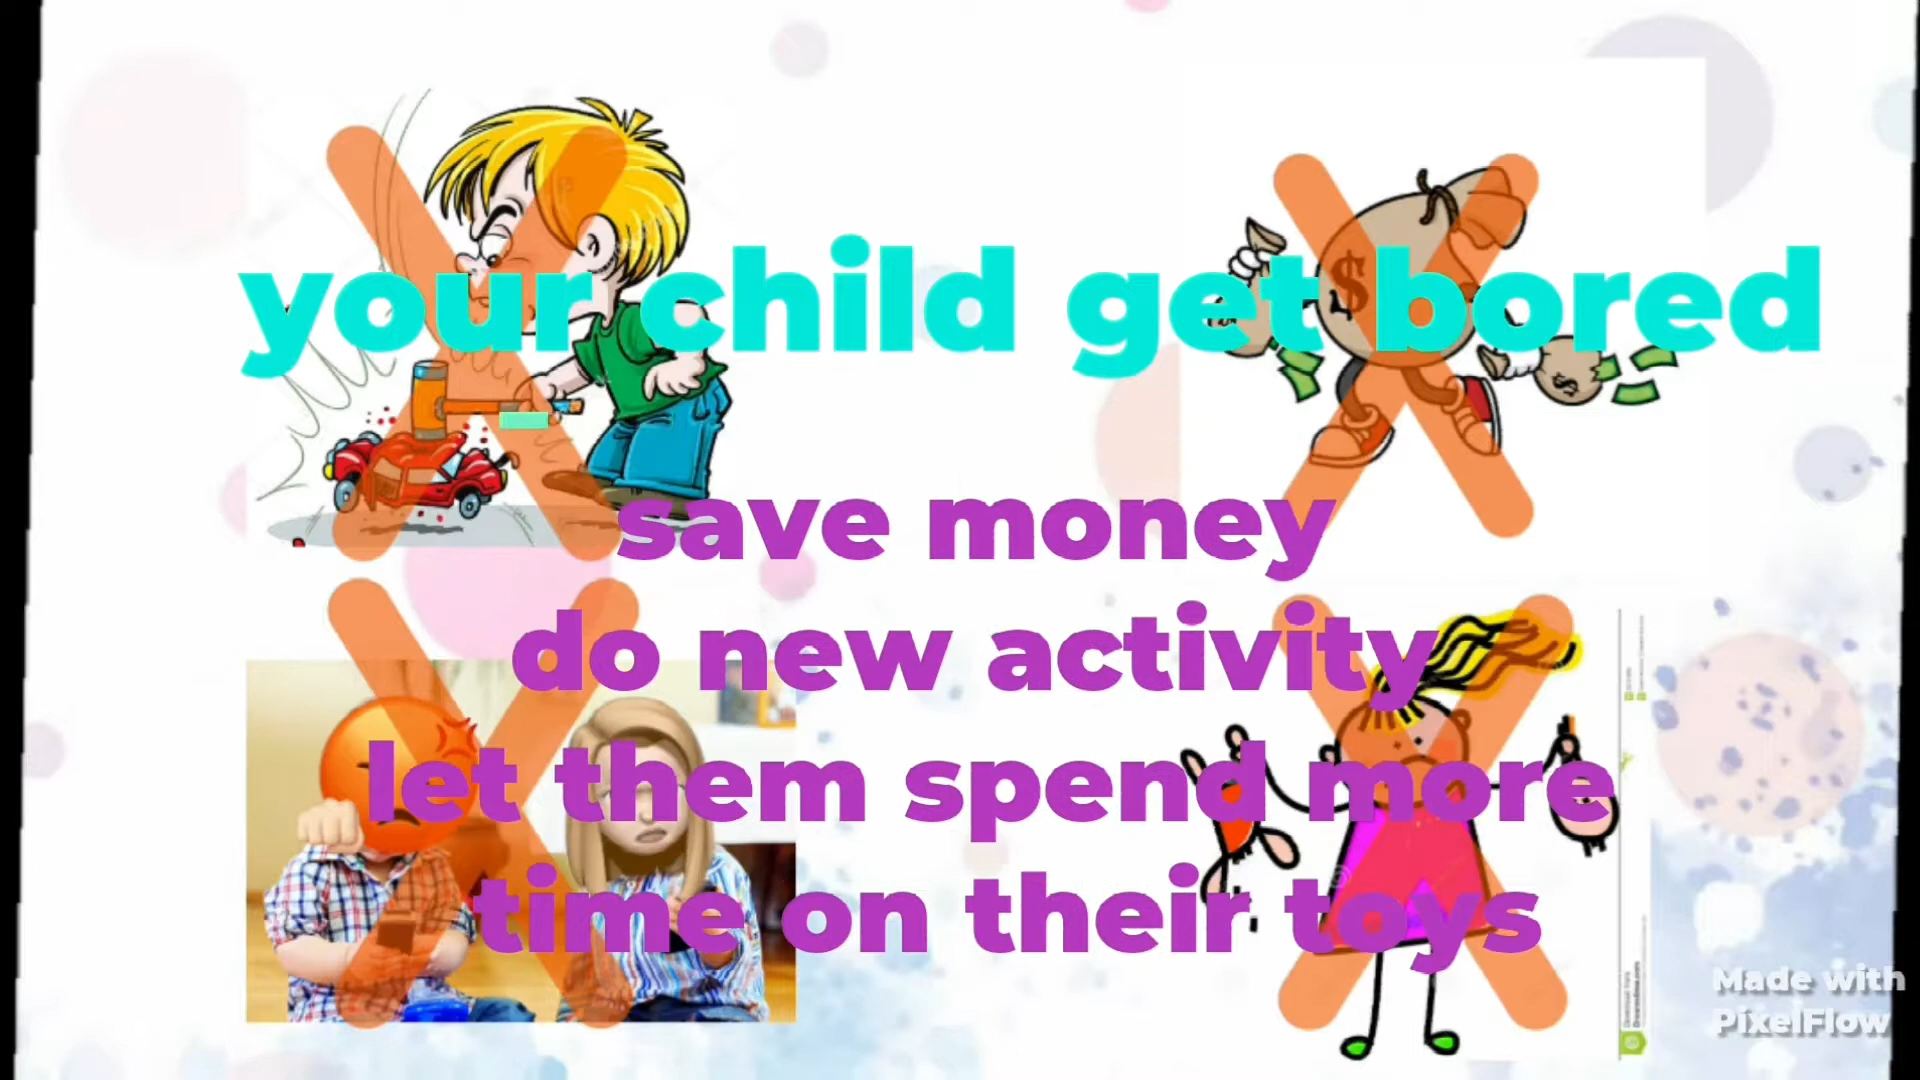 your child get bored
save money
do new activity
let them spend more
time on their toys
Made with
PixelFlow